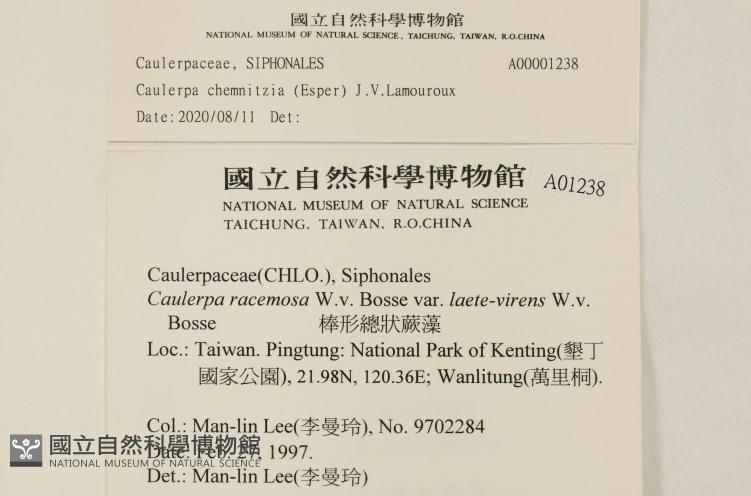 國立自然科學博物館
NATIONAL MUSEUM OF NATURAL SCIENCE, TAICHUNG, TAIWAN, R.O.CHINA
Caulerpaceae, SIPHONALES A00001238
Caulerpa chemnitzia (Esper) J.V.Lamouroux
Date:2020/08/11 Det:
國立自然科學博物館 A01238
NATIONAL MUSEUM OF NATURAL SCIENCE
TAICHUNG, TAIWAN, R.O.CHINA
Caulerpaceae(CHLO.), Siphonales
Caulerpa racemosa W.v. Bosse var. laete-virens W.v.
Bosse 棒形總狀蕨藻
Loc.: Taiwan. Pingtung: National Park of Kenting(墾丁
國家公園), 21.98N, 120.36E; Wanlitung(萬里桐).
Col.: Man-lin Lee(李曼玲), No. 9702284
Date: Feb. 27, 1997.
Det.: Man-lin Lee(李曼玲)
國立自然科學博物館
NATIONAL MUSEUM OF NATURAL SCIENCE